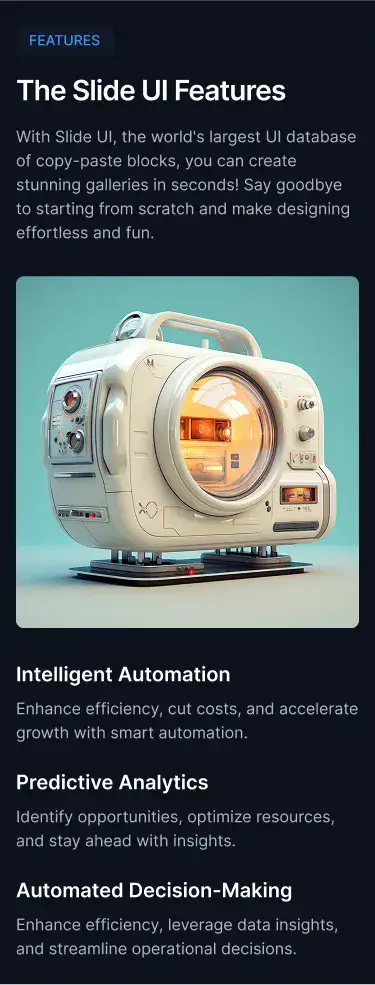 FEATURES
The Slide UI Features
With Slide UI, the world's largest UI database
of copy-paste blocks, you can create
stunning galleries in seconds! Say goodbye
to starting from scratch and make designing
effortless and fun.
Intelligent Automation
Enhance efficiency, cut costs, and accelerate
growth with smart automation.
Predictive Analytics
Identify opportunities, optimize resources,
and stay ahead with insights.
Automated Decision-Making
Enhance efficiency, leverage data insights,
and streamline operational decisions.